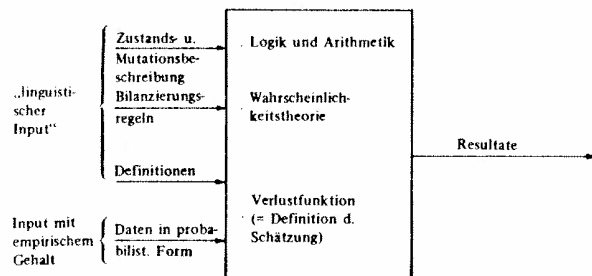 „linguisti-
scher
Input“
Zustands- u.
Mutationsbe-
schreibung
Bilanzierungs-
regeln
Definitionen
Input mit
empirischem
Gehalt
Daten in proba-
bilist. Form
Logik und Arithmetik
Wahrscheinlich-
keitstheorie
Verlustfunktion
(= Definition d.
Schätzung)
Resultate